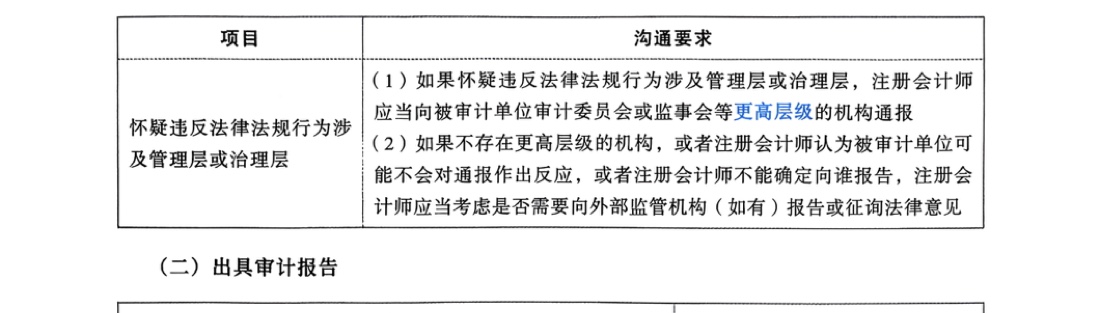 项目
沟通要求
怀疑违反法律法规行为涉
及管理层或治理层
（1）如果怀疑违反法律法规行为涉及管理层或治理层，注册会计师
应当向被审计单位审计委员会或监事会等更高层级的机构通报
（2）如果不存在更高层级的机构，或者注册会计师认为被审计单位可
能不会对通报作出反应，或者注册会计师不能确定向谁报告，注册会
计师应当考虑是否需要向外部监管机构（如有）报告或征询法律意见
（二）出具审计报告